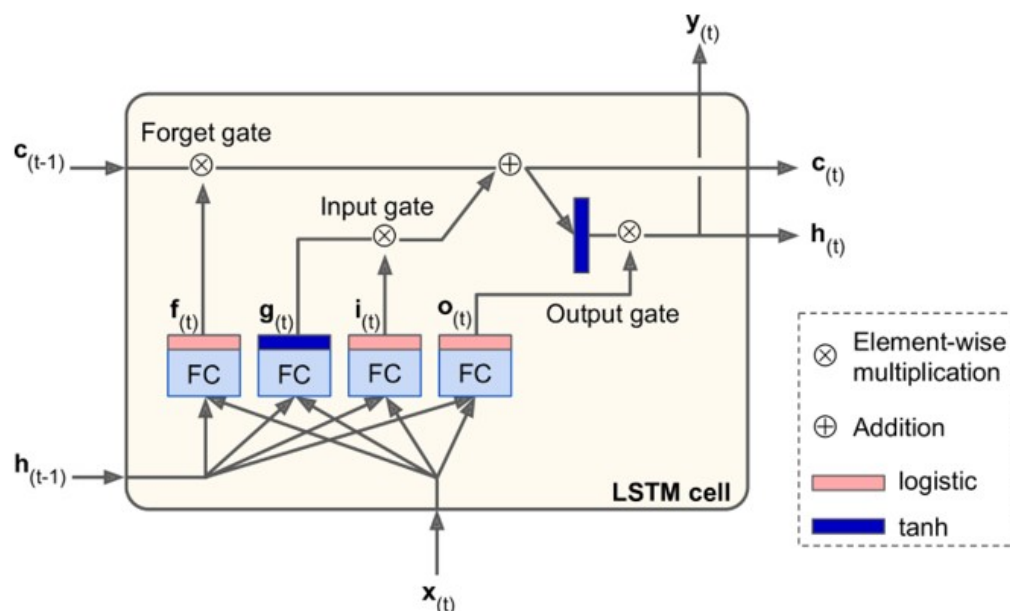 y(t)
Forget gate
c(t-1)
c(t)
Input gate
h(t)
f(t)
g(t)
i(t)
o(t)
Output gate
FC
FC
FC
FC
h(t-1)
LSTM cell
x(t)
Element-wise
multiplication
Addition
logistic
tanh